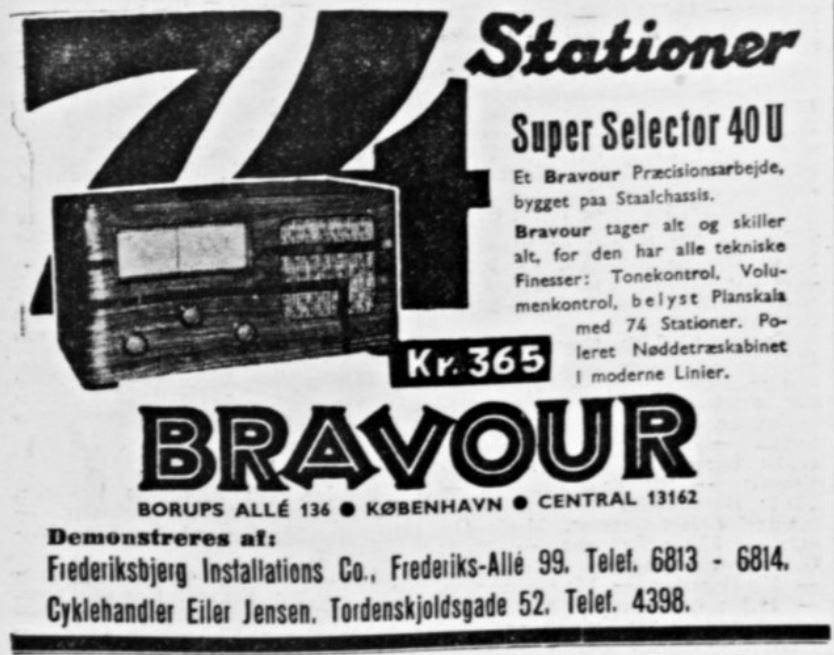 74 Stationer
Super Selector 40 U
Et Bravour Præcisionsarbejde,
bygget paa Staalchassis.
Bravour tager alt og skiller
alt, for den har alle tekniske
Finesser: Tonekontrol, Volu-
menkontrol, belyst Planskala
med 74 Stationer. Po-
leret Nøddetræskabinet
i moderne Linier.
Kr. 365
BRAVOUR
BORUPS ALLÉ 136 ● KØBENHAVN ● CENTRAL 13162
Demonstreres af:
Frederiksbjerg Installations Co., Frederiks-Allé 99. Telef. 6813 - 6814.
Cyklehandler Eiler Jensen. Tordenskjoldsgade 52. Telef. 4398.